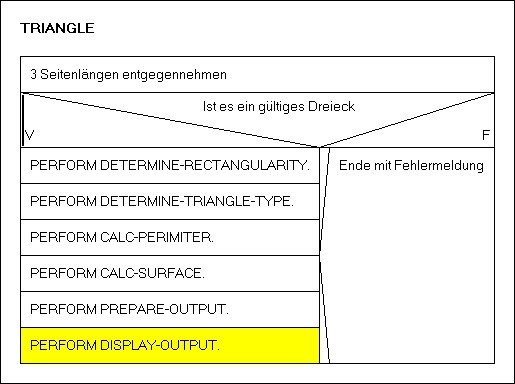 TRIANGLE
3 Seitenlängen entgegennehmen
Ist es ein gültiges Dreieck
V
F
PERFORM DETERMINE-RECTANGULARITY.
Ende mit Fehlermeldung
PERFORM DETERMINE-TRIANGLE-TYPE.
PERFORM CALC-PERIMITER.
PERFORM CALC-SURFACE.
PERFORM PREPARE-OUTPUT.
PERFORM DISPLAY-OUTPUT.